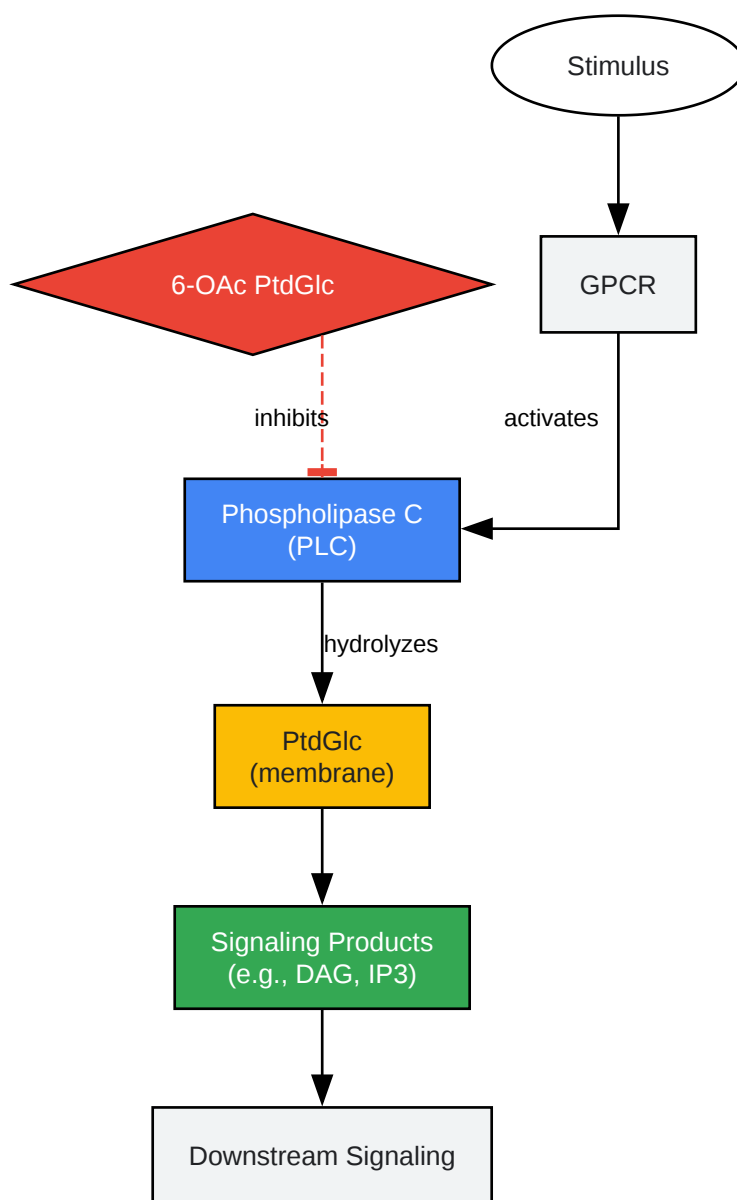 Stimulus
6-OAc PtdGlc
GPCR
inhibits
activates
Phospholipase C
(PLC)
hydrolyzes
PtdGlc
(membrane)
Signaling Products
(e.g., DAG, IP3)
Downstream Signaling